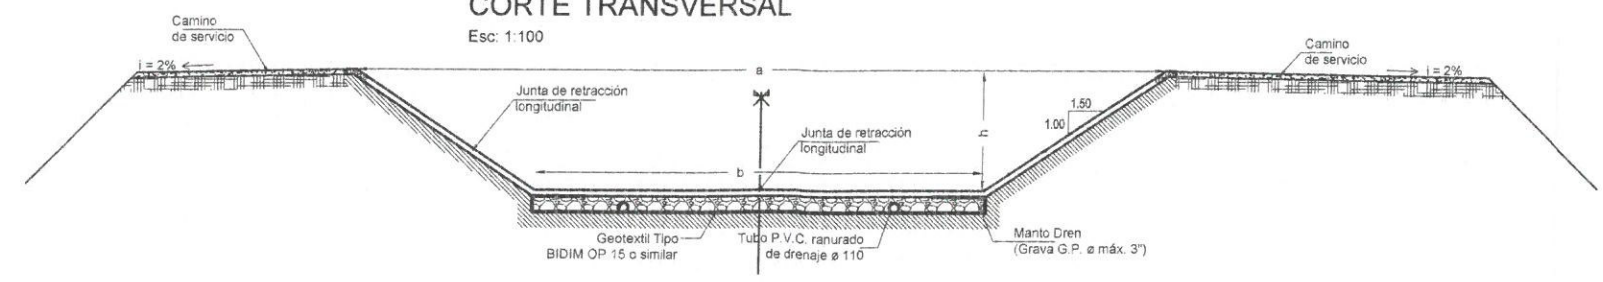 CORTE TRANSVERSAL
Esc: 1:100
Camino
de servicio
i = 2%
a
Camino
de servicio
i = 2%
Junta de retracción
longitudinal
1.50
1.00
h
Junta de retracción
longitudinal
b
Geotextil Tipo
BIDIM OP 15 o similar
Tubo P.V.C. ranurado
de drenaje ø 110
Manto Dren
(Grava G.P. ø máx. 3")